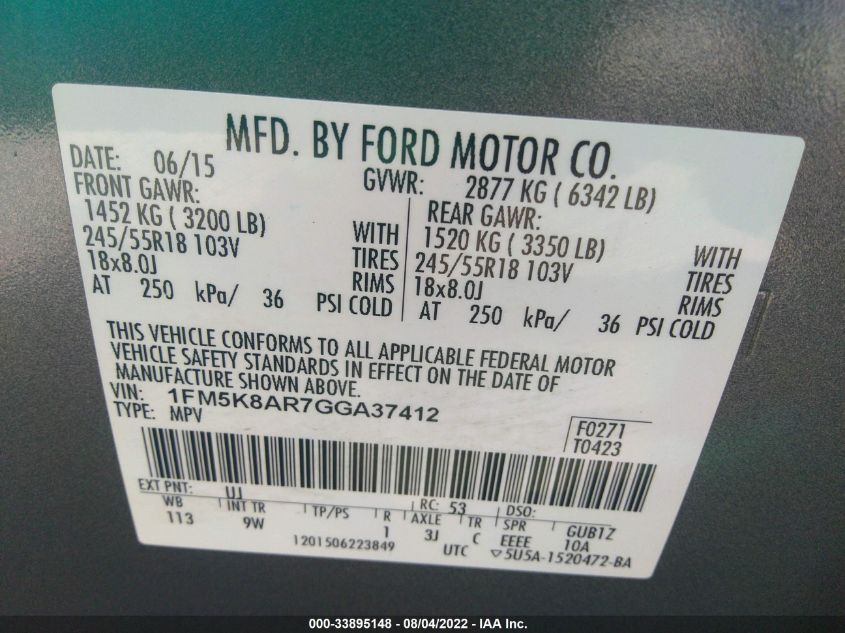 MFD. BY FORD MOTOR CO.
DATE: 06/15 GVWR: 2877 KG ( 6342 LB)
FRONT GAWR: REAR GAWR:
1452 KG ( 3200 LB) WITH 1520 KG ( 3350 LB) WITH
245/55R18 103V TIRES 245/55R18 103V TIRES
18x8.0J RIMS 18x8.0J RIMS
AT 250 kPa/ 36 PSI COLD AT 250 kPa/ 36 PSI COLD
THIS VEHICLE CONFORMS TO ALL APPLICABLE FEDERAL MOTOR
VEHICLE SAFETY STANDARDS IN EFFECT ON THE DATE OF
MANUFACTURE SHOWN ABOVE.
VIN: 1FM5K8AR7GGA37412
TYPE: MPV
F0271
T0423
EXT PNT: UJ RC: 53 DSO:
WB INT TR TP/PS R AXLE TR SPR GUB1Z
113 9W 1 3J C EEEE 10A
1201506223849 UTC ▽5U5A-1520472-BA
000-33895148 - 08/04/2022 - IAA Inc.